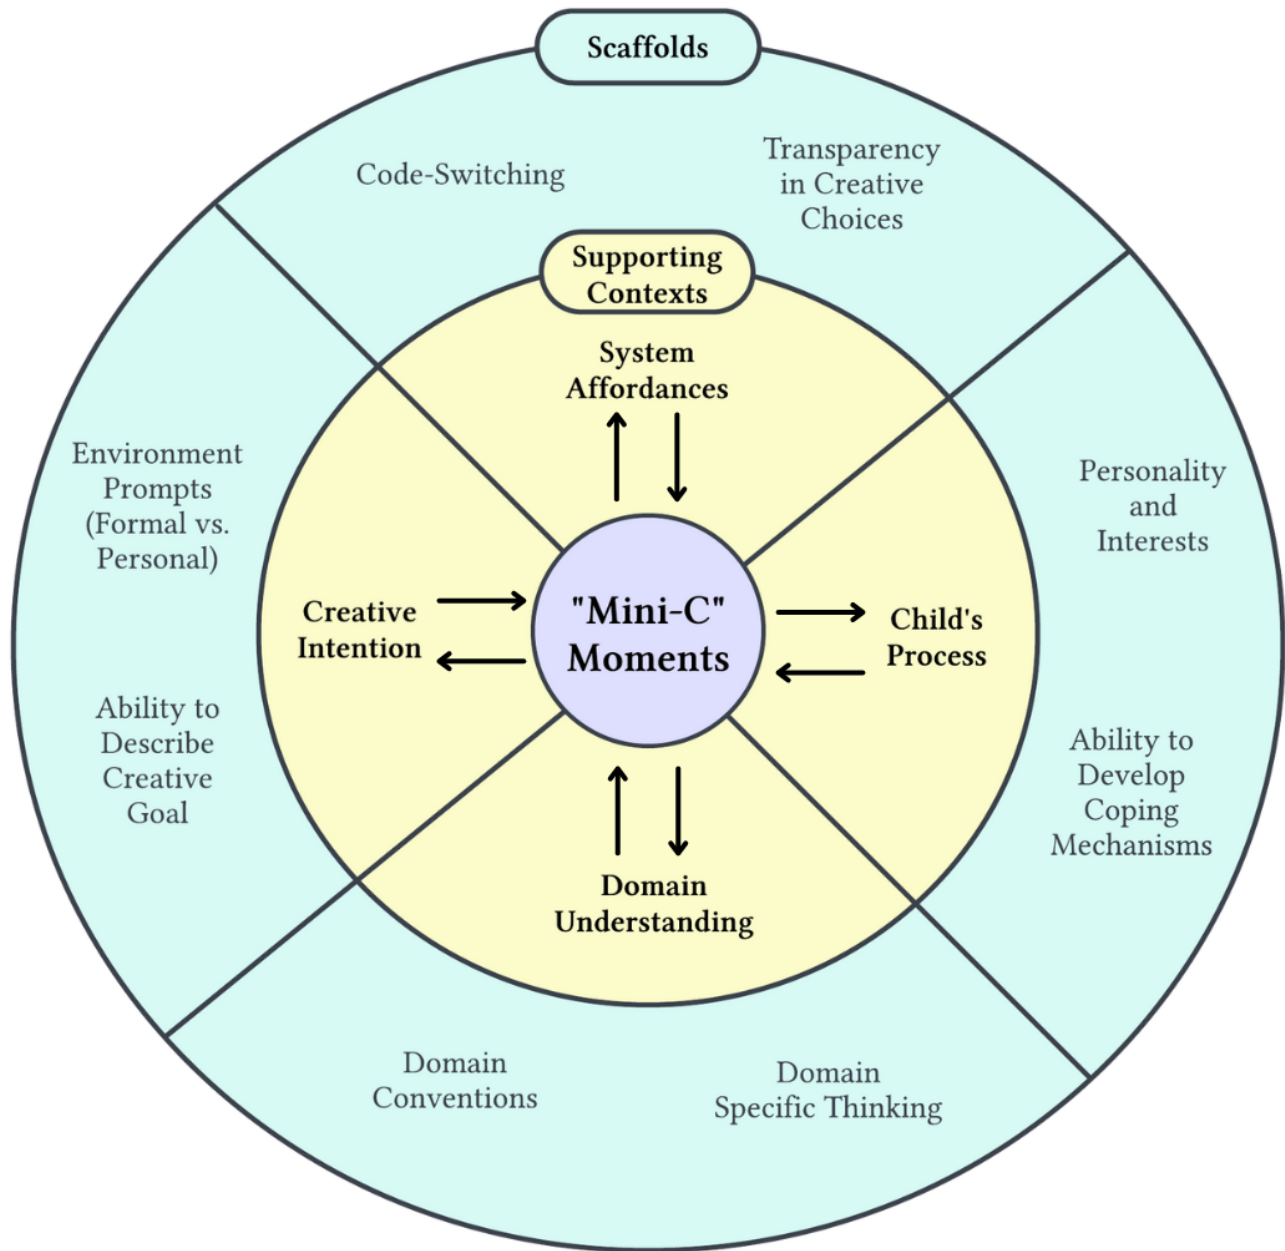 Scaffolds
Code-Switching
Transparency
in Creative
Choices
Supporting
Contexts
System
Affordances
Environment
Prompts
(Formal vs.
Personal)
Personality
and
Interests
Creative
Intention
"Mini-C"
Moments
Child's
Process
Ability to
Describe
Creative
Goal
Ability to
Develop
Coping
Mechanisms
Domain
Understanding
Domain
Conventions
Domain
Specific Thinking